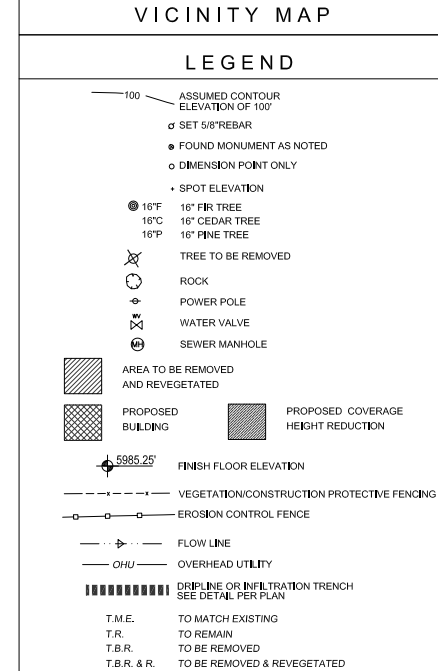 VICINITY MAP
LEGEND
100 ASSUMED CONTOUR
ELEVATION OF 100'
SET 5/8"REBAR
FOUND MONUMENT AS NOTED
DIMENSION POINT ONLY
SPOT ELEVATION
16"F 16" FIR TREE
16"C 16" CEDAR TREE
16"P 16" PINE TREE
TREE TO BE REMOVED
ROCK
POWER POLE
WV WATER VALVE
MH SEWER MANHOLE
AREA TO BE REMOVED
AND REVEGETATED
PROPOSED
BUILDING
PROPOSED COVERAGE
HEIGHT REDUCTION
5985.25' FINISH FLOOR ELEVATION
VEGETATION/CONSTRUCTION PROTECTIVE FENCING
EROSION CONTROL FENCE
FLOW LINE
OHU OVERHEAD UTILITY
DRIPLINE OR INFILTRATION TRENCH
SEE DETAIL PER PLAN
T.M.E. TO MATCH EXISTING
T.R. TO REMAIN
T.B.R. TO BE REMOVED
T.B.R. & R. TO BE REMOVED & REVEGETATED